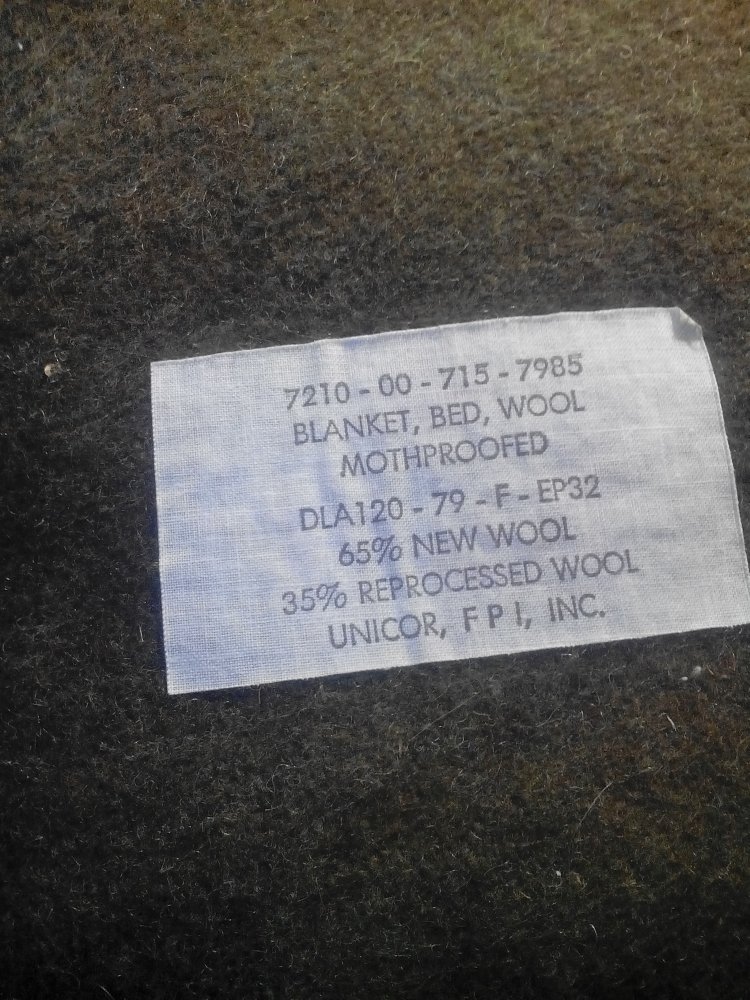 7210 - 00 - 715 - 7985
BLANKET, BED, WOOL
MOTHPROOFED
DLA120 - 79 - F - EP32
65% NEW WOOL
35% REPROCESSED WOOL
UNICOR, F P I, INC.